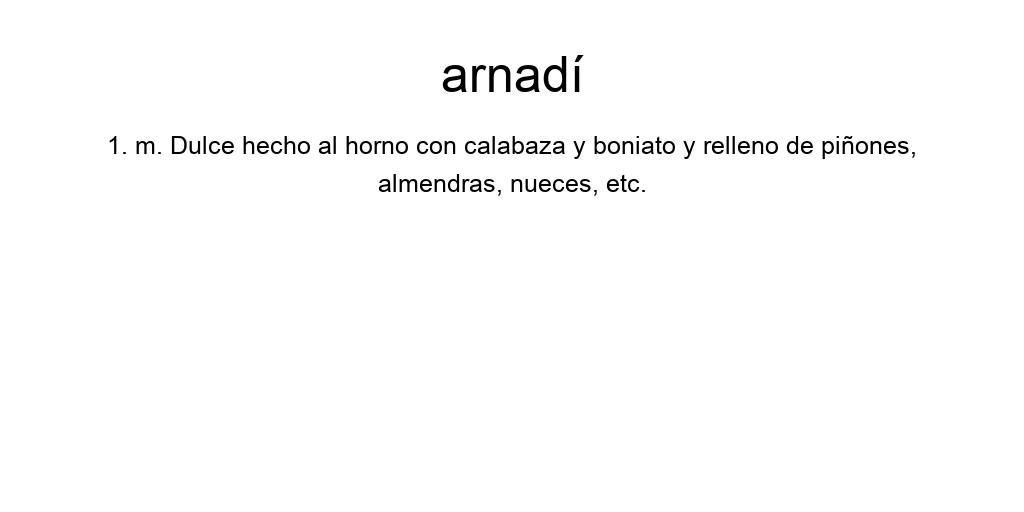 arnadí
1. m. Dulce hecho al horno con calabaza y boniato y relleno de piñones,
almendras, nueces, etc.